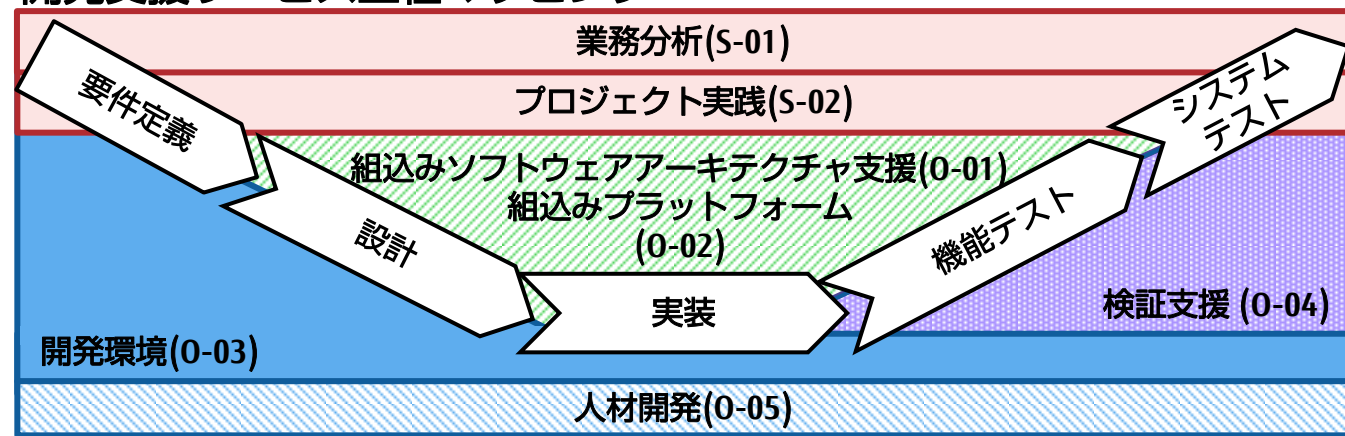 業務分析(S-01)
プロジェクト実践(S-02)
要件定義
システム
テスト
組込みソフトウェアアーキテクチャ支援(O-01)
組込みプラットフォーム
(O-02)
設計
機能テスト
実装
検証支援 (O-04)
開発環境(O-03)
人材開発(O-05)